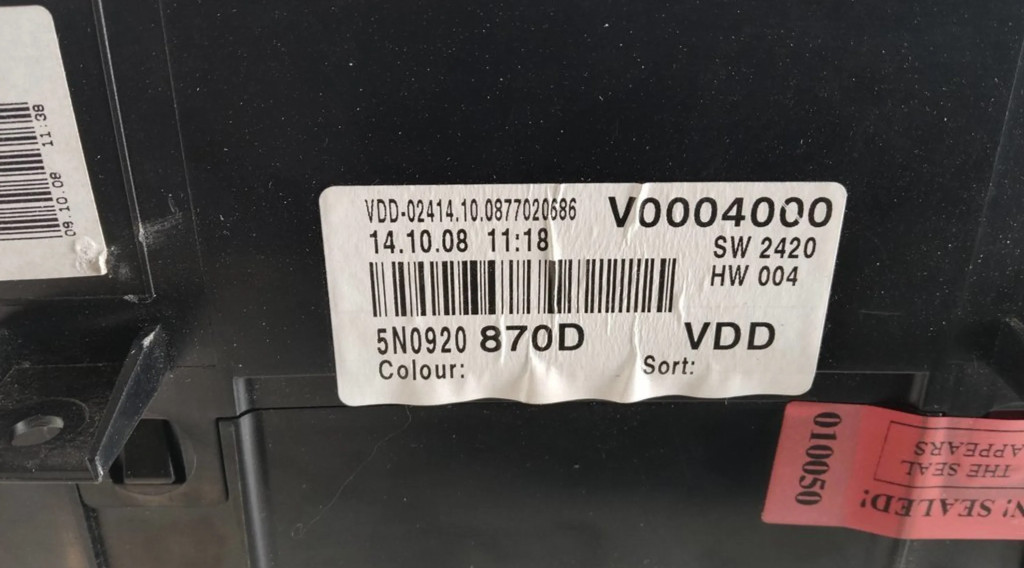 09.10.08 11:38
VDD-02414.10.0877020686
V0004000
14.10.08 11:18
SW 2420
HW 004
5N0920 870D VDD
Colour: Sort:
010050
N! SEALED!
THE SEAL
APPEARS